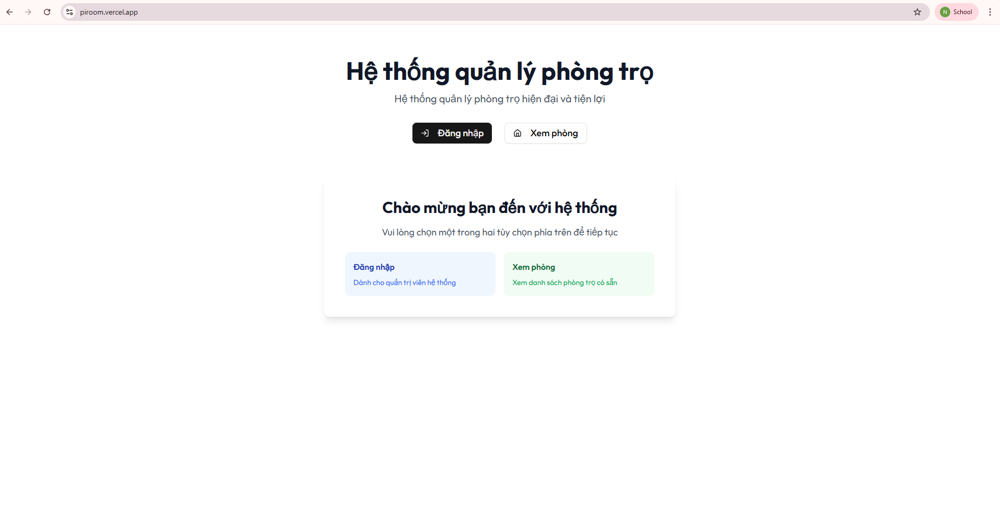 piroom.vercel.app
N School
Hệ thống quản lý phòng trọ
Hệ thống quản lý phòng trọ hiện đại và tiện lợi
Đăng nhập Xem phòng
Chào mừng bạn đến với hệ thống
Vui lòng chọn một trong hai tùy chọn phía trên để tiếp tục
Đăng nhập
Dành cho quản trị viên hệ thống
Xem phòng
Xem danh sách phòng trọ có sẵn